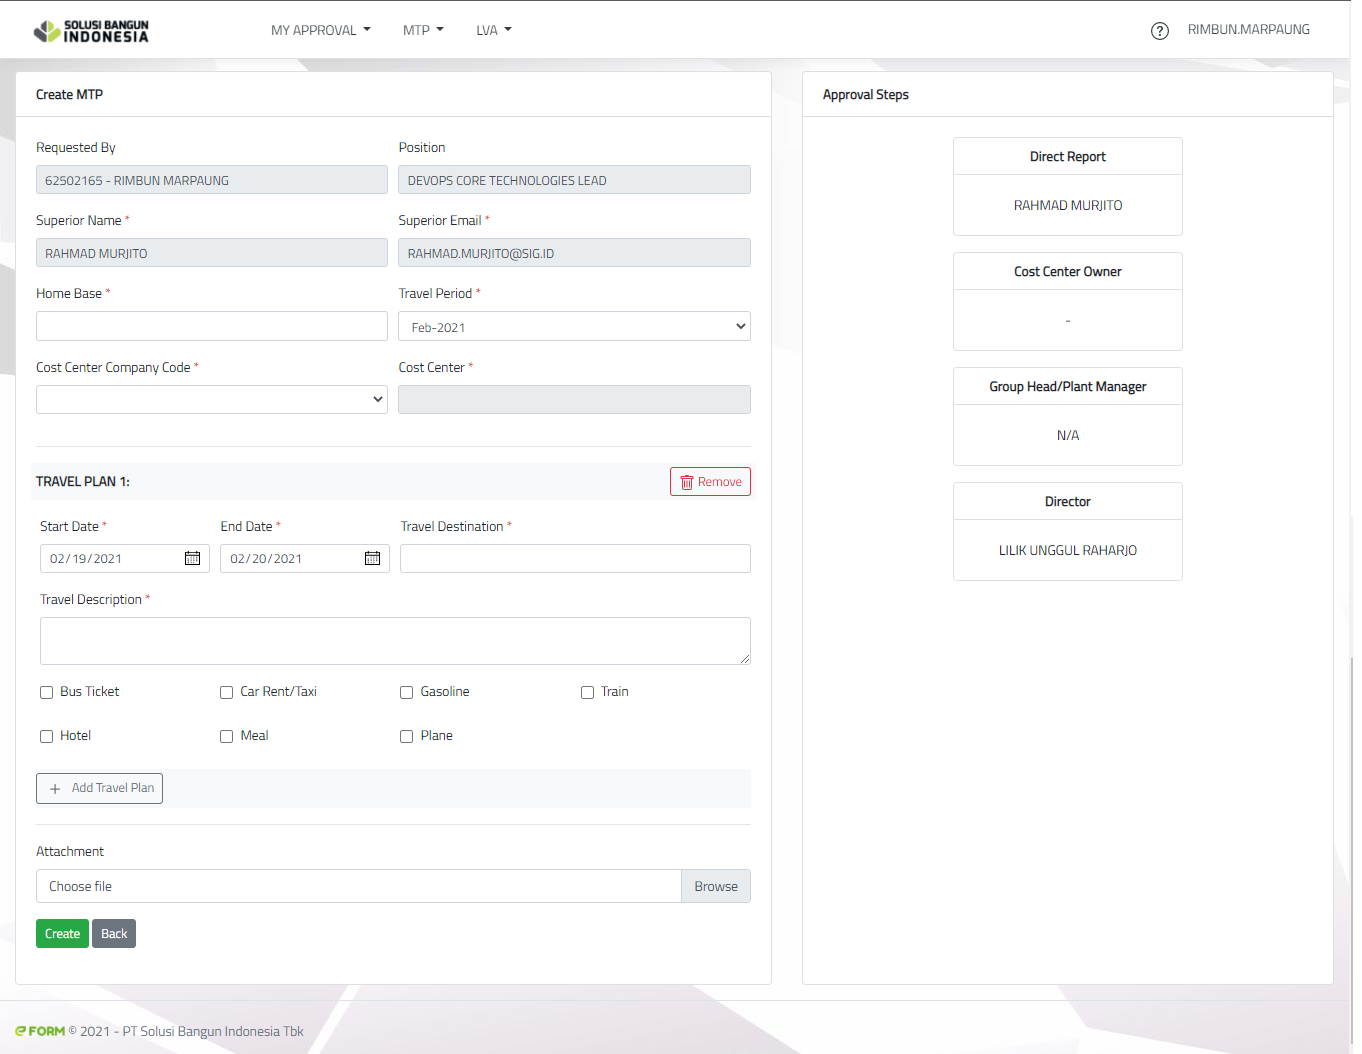 SOLUSI BANGUN
INDONESIA
MY APPROVAL
MTP
LVA
?
RIMBUN.MARPAUNG
Create MTP
Requested By
Position
62502165 - RIMBUN MARPAUNG
DEVOPS CORE TECHNOLOGIES LEAD
Superior Name *
Superior Email *
RAHMAD MURJITO
RAHMAD.MURJITO@SIG.ID
Home Base *
Travel Period *
Feb-2021
Cost Center Company Code *
Cost Center *
TRAVEL PLAN 1:
Remove
Start Date *
End Date *
Travel Destination *
02/19/2021
02/20/2021
Travel Description *
Bus Ticket
Car Rent/Taxi
Gasoline
Train
Hotel
Meal
Plane
+ Add Travel Plan
Attachment
Choose file
Browse
Create
Back
Approval Steps
Direct Report
RAHMAD MURJITO
Cost Center Owner
-
Group Head/Plant Manager
N/A
Director
LILIK UNGGUL RAHARJO
e FORM © 2021 - PT Solusi Bangun Indonesia Tbk